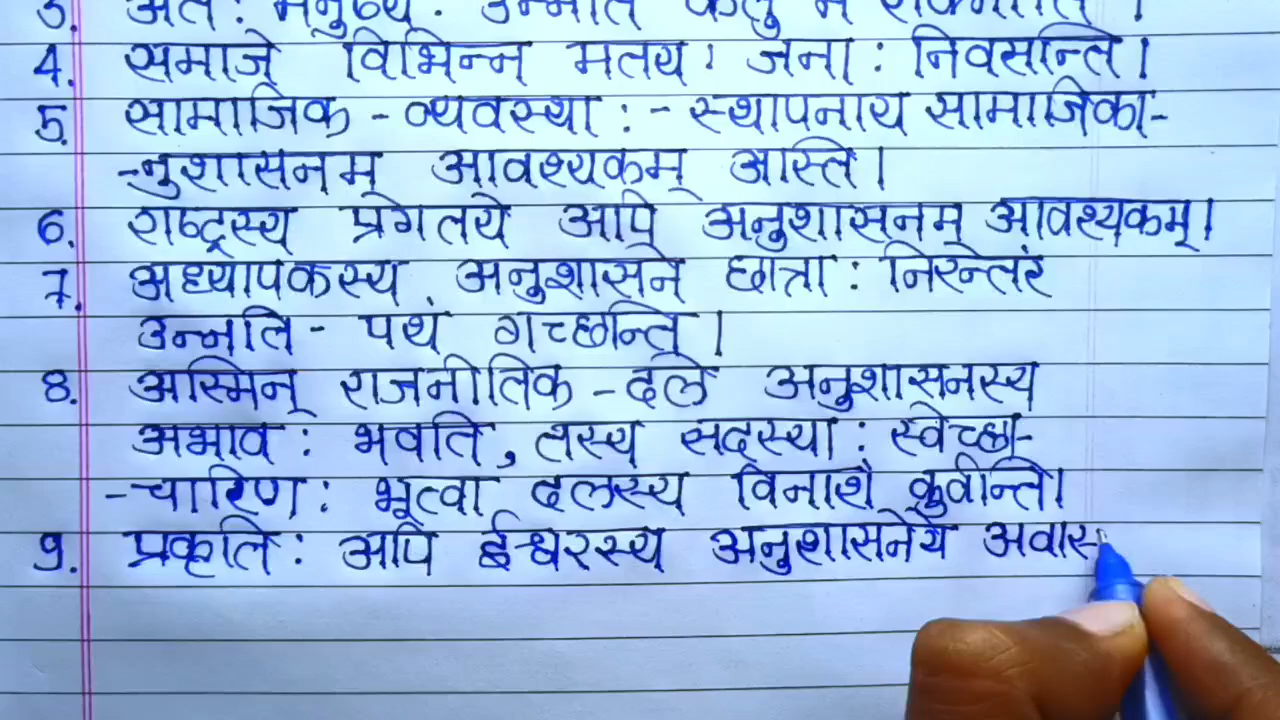 4. समाजे विभिन्न मतय: जना: निवसन्ति।
5. सामाजिक - व्यवस्था: - स्थापनाय सामाजिका-
-नुशासनम् आवश्यकम् अस्ति।
6. राष्ट्रस्य प्रगतये अपि अनुशासनम् आवश्यकम्।
7. अध्यापकस्य अनुशासने छात्रा: निरन्तरं
उन्नति - पथं गच्छन्ति।
8. अस्मिन् राजनीतिक - दले अनुशासनस्य
अभाव: भवति, तस्य सदस्या: स्वेच्छा-
-चारिण: भूत्वा दलस्य विनाशं कुर्वन्ति।
9. प्रकृति: अपि ईश्वरस्य अनुशासनेये अवास